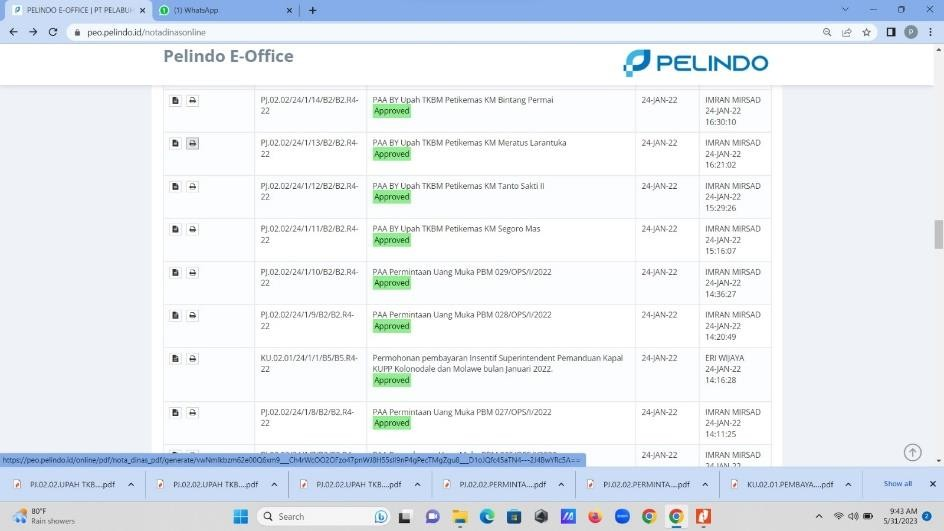 PELINDO E-OFFICE | PT PELABUH
(1) WhatsApp
peo.pelindo.id/notadinasonline
Pelindo E-Office
PELINDO
PJ.02.02/24/1/14/B2/B2.R4-
22
PAA BY Upah TKBM Petikemas KM Bintang Permai
Approved
24-JAN-22
IMRAN MIRSAD
24-JAN-22
16:30:10
PJ.02.02/24/1/13/B2/B2.R4-
22
PAA BY Upah TKBM Petikemas KM Meratus Larantuka
Approved
24-JAN-22
IMRAN MIRSAD
24-JAN-22
16:21:02
PJ.02.02/24/1/12/B2/B2.R4-
22
PAA BY Upah TKBM Petikemas KM Tanto Sakti II
Approved
24-JAN-22
IMRAN MIRSAD
24-JAN-22
15:29:26
PJ.02.02/24/1/11/B2/B2.R4-
22
PAA BY Upah TKBM Petikemas KM Segoro Mas
Approved
24-JAN-22
IMRAN MIRSAD
24-JAN-22
15:16:07
PJ.02.02/24/1/10/B2/B2.R4-
22
PAA Permintaan Uang Muka PBM 029/OPS/I/2022
Approved
24-JAN-22
IMRAN MIRSAD
24-JAN-22
14:36:27
PJ.02.02/24/1/9/B2/B2.R4-
22
PAA Permintaan Uang Muka PBM 028/OPS/I/2022
Approved
24-JAN-22
IMRAN MIRSAD
24-JAN-22
14:20:49
KU.02.01/24/1/1/B5/B5.R4-
22
Permohonan pembayaran Insentif Superintendent Pemanduan Kapal
KUPP Kolonodale dan Molawe bulan Januari 2022.
Approved
24-JAN-22
ERI WIJAYA
24-JAN-22
14:16:28
PJ.02.02/24/1/8/B2/B2.R4-
22
PAA Permintaan Uang Muka PBM 027/OPS/I/2022
Approved
24-JAN-22
IMRAN MIRSAD
24-JAN-22
14:11:25
PJ.02.02.UPAH TKB....pdf
PJ.02.02.UPAH TKB....pdf
PJ.02.02.UPAH TKB....pdf
PJ.02.02.PERMINTA....pdf
PJ.02.02.PERMINTA....pdf
KU.02.01.PEMBAYA....pdf
Show all
80°F
Rain showers
Search
9:43 AM
5/31/2023